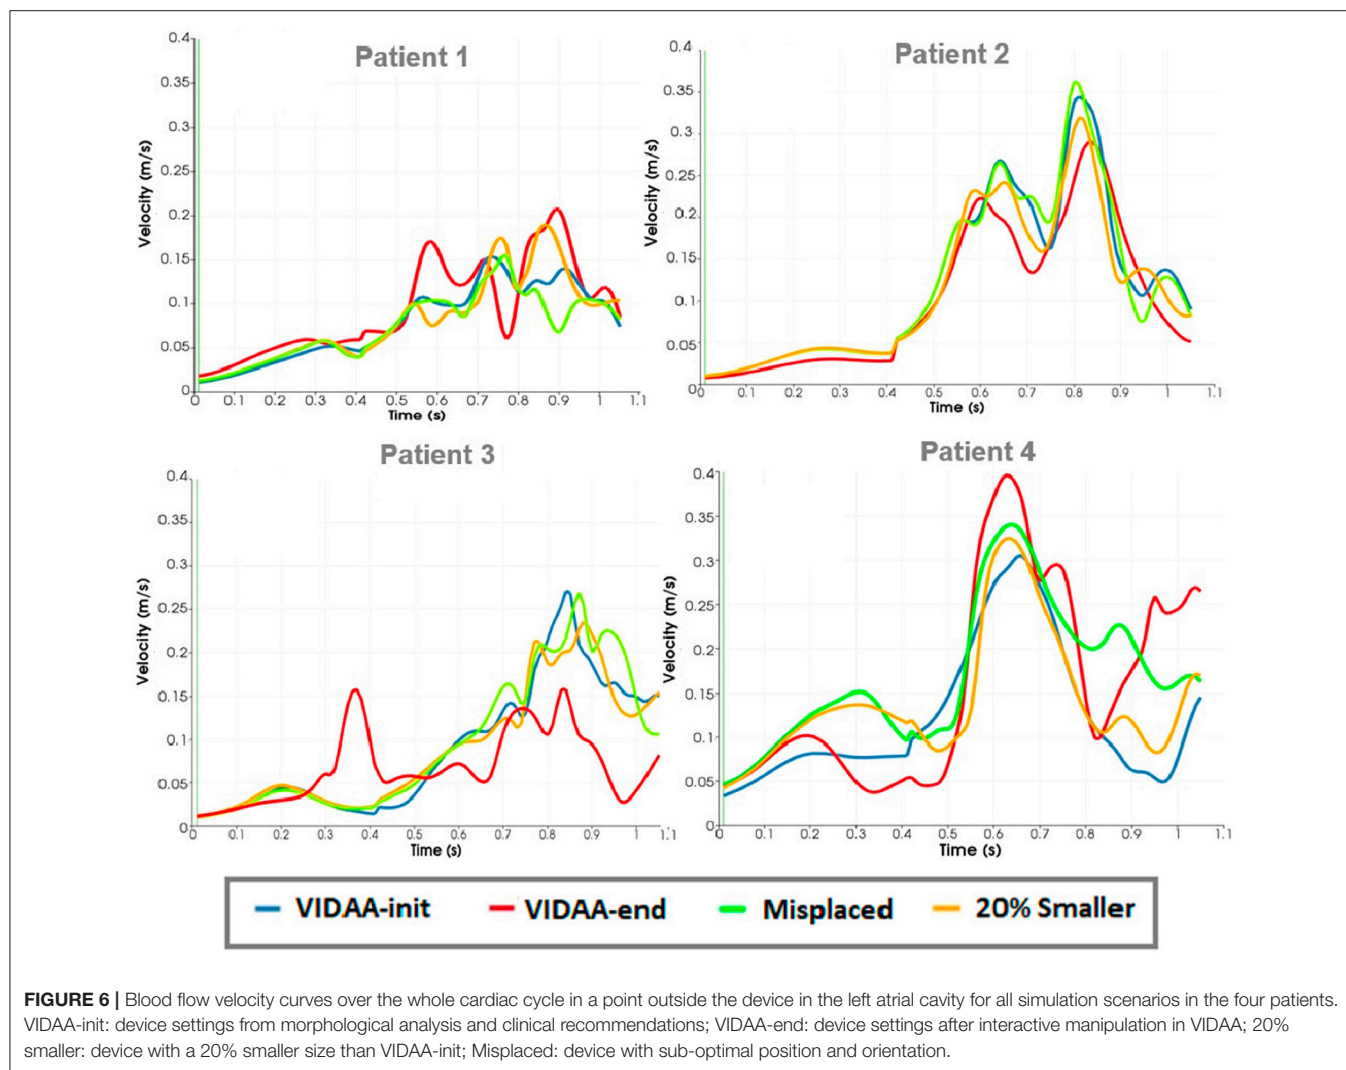 Patient 1
0.4
0.35
0.3
0.25
0.2
0.15
0.1
0.05
0
Velocity (m/s)
0 0.1 0.2 0.3 0.4 0.5 0.6 0.7 0.8 0.9 1 1.1
Time (s)
Patient 2
0.4
0.35
0.3
0.25
0.2
0.15
0.1
0.05
0
Velocity (m/s)
0 0.1 0.2 0.3 0.4 0.5 0.6 0.7 0.8 0.9 1 1.1
Time (s)
Patient 3
0.4
0.35
0.3
0.25
0.2
0.15
0.1
0.05
0
Velocity (m/s)
0 0.1 0.2 0.3 0.4 0.5 0.6 0.7 0.8 0.9 1 1.1
Time (s)
Patient 4
0.4
0.35
0.3
0.25
0.2
0.15
0.1
0.05
0
Velocity (m/s)
0 0.1 0.2 0.3 0.4 0.5 0.6 0.7 0.8 0.9 1 1.1
Time (s)
VIDAA-init VIDAA-end Misplaced 20% Smaller
FIGURE 6 | Blood flow velocity curves over the whole cardiac cycle in a point outside the device in the left atrial cavity for all simulation scenarios in the four patients.
VIDAA-init: device settings from morphological analysis and clinical recommendations; VIDAA-end: device settings after interactive manipulation in VIDAA; 20%
smaller: device with a 20% smaller size than VIDAA-init; Misplaced: device with sub-optimal position and orientation.